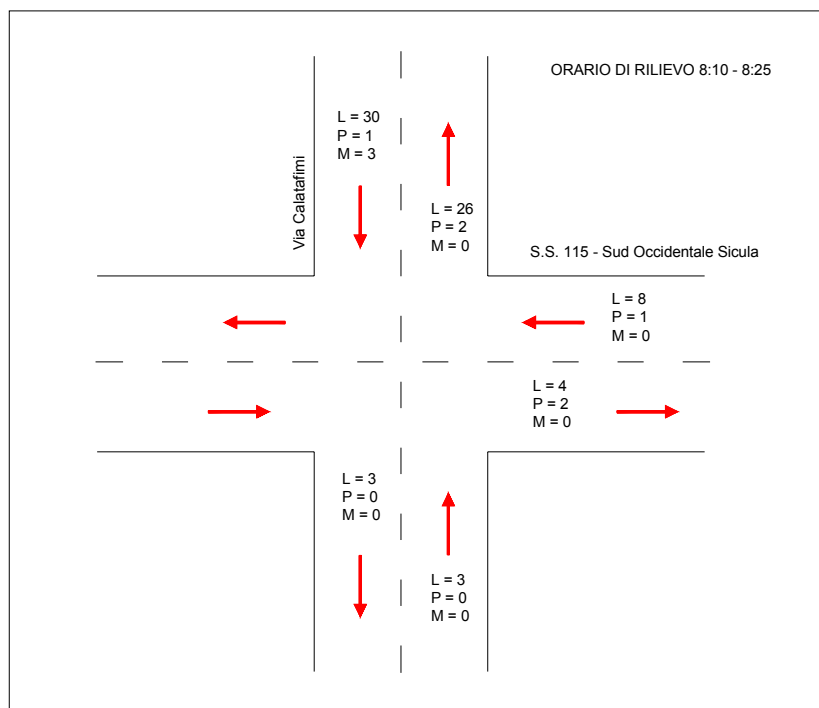 ORARIO DI RILIEVO 8:10 - 8:25
L = 30
P = 1
M = 3
Via Calatafimi
L = 26
P = 2
M = 0
S.S. 115 - Sud Occidentale Sicula
L = 8
P = 1
M = 0
L = 4
P = 2
M = 0
L = 3
P = 0
M = 0
L = 3
P = 0
M = 0